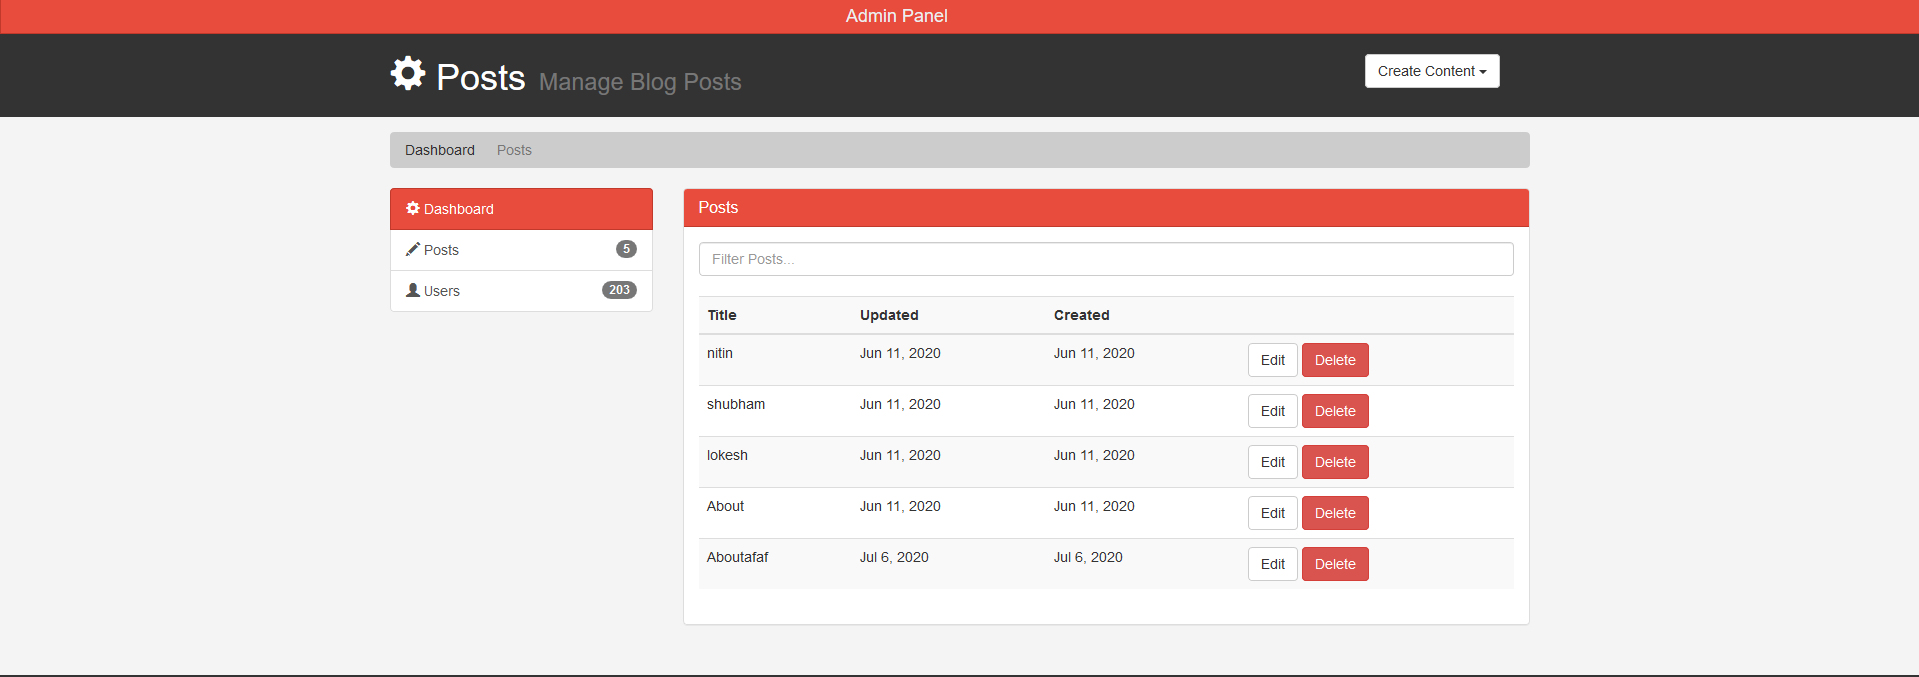 Admin Panel
Posts Manage Blog Posts
Create Content
Dashboard Posts
Dashboard
Posts 5
Users 203
Posts
Filter Posts...
Title Updated Created
nitin Jun 11, 2020 Jun 11, 2020 Edit Delete
shubham Jun 11, 2020 Jun 11, 2020 Edit Delete
lokesh Jun 11, 2020 Jun 11, 2020 Edit Delete
About Jun 11, 2020 Jun 11, 2020 Edit Delete
Aboutafaf Jul 6, 2020 Jul 6, 2020 Edit Delete